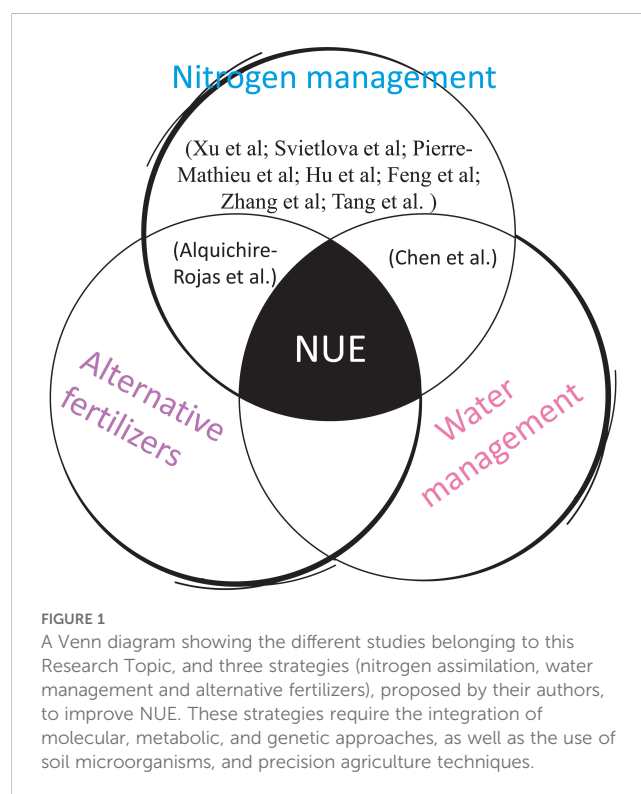 Nitrogen management
(Xu et al; Svietlova et al; Pierre-
Mathieu et al; Hu et al; Feng et al;
Zhang et al; Tang et al. )
(Alquichire-
Rojas et al.)
(Chen et al.)
NUE
Alternative
fertilizers
Water
management
FIGURE 1
A Venn diagram showing the different studies belonging to this
Research Topic, and three strategies (nitrogen assimilation, water
management and alternative fertilizers), proposed by their authors,
to improve NUE. These strategies require the integration of
molecular, metabolic, and genetic approaches, as well as the use of
soil microorganisms, and precision agriculture techniques.